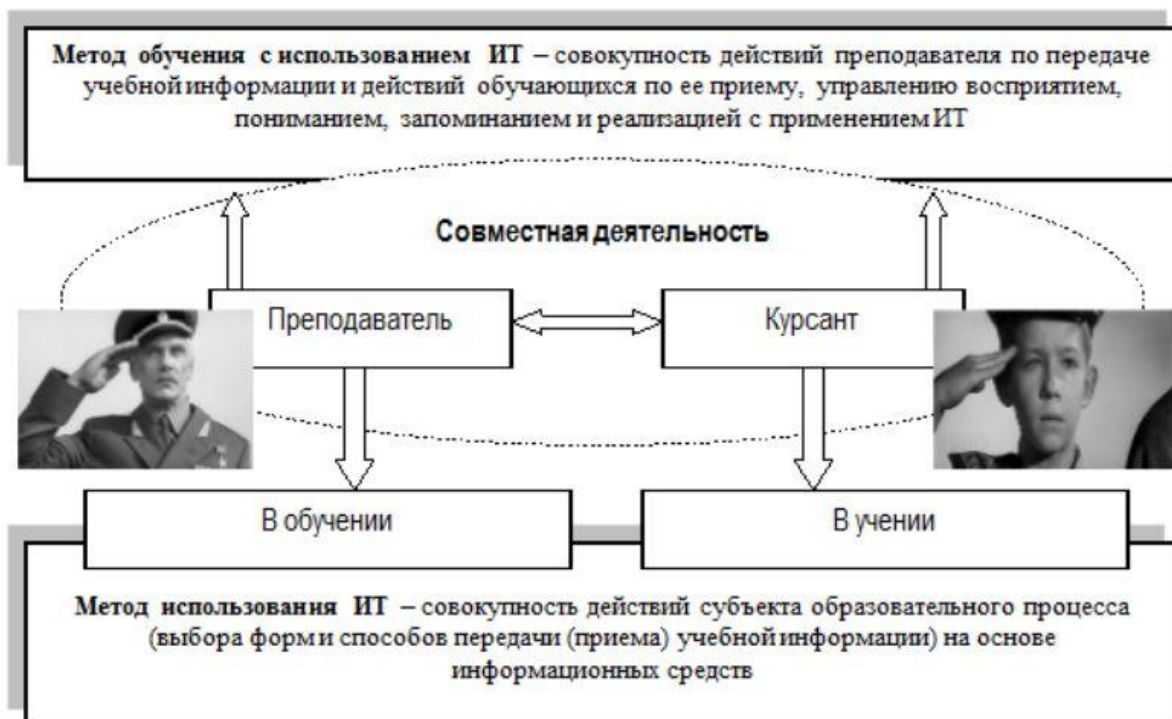 Метод обучения с использованием ИТ – совокупность действий преподавателя по передаче
учебной информации и действий обучающихся по ее приему, управлению восприятием,
пониманием, запоминанием и реализацией с применением ИТ
Совместная деятельность
Преподаватель
Курсант
В обучении
В учении
Метод использования ИТ – совокупность действий субъекта образовательного процесса
(выбора форм и способов передачи (приема) учебной информации) на основе
информационных средств